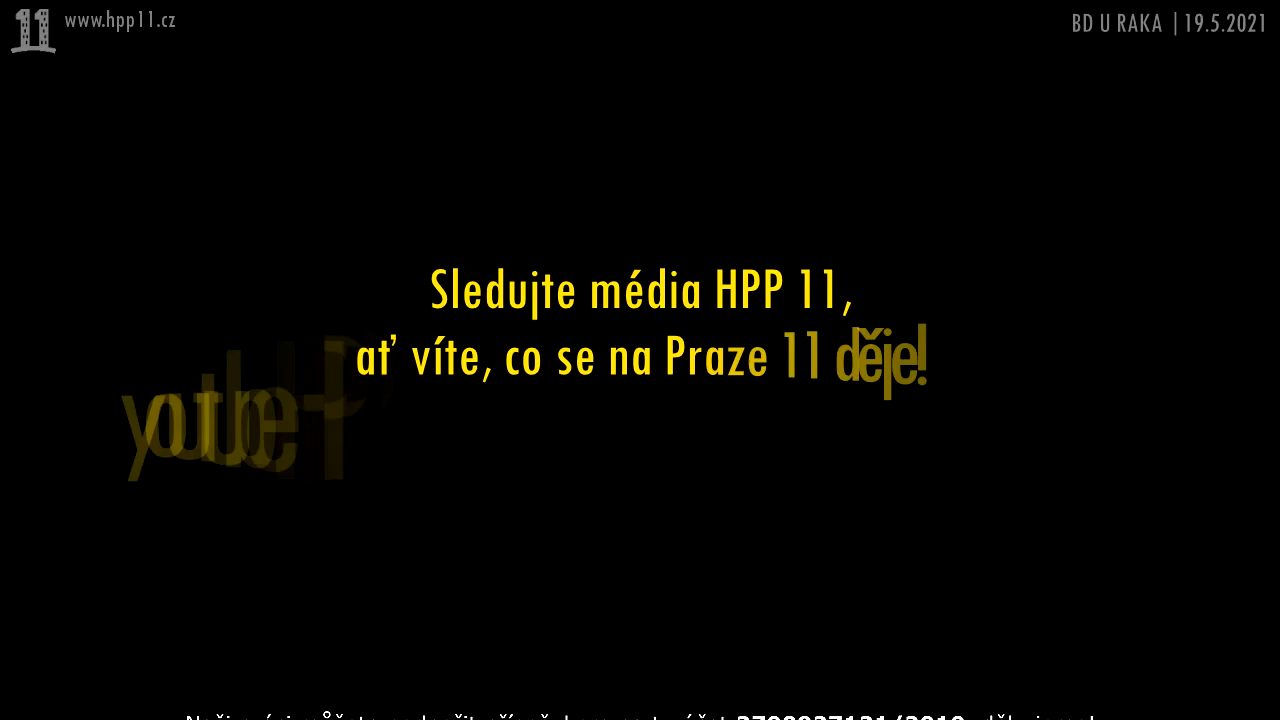 www.hpp11.cz
BD U RAKA | 19.5.2021
Sledujte média HPP 11,
ať víte, co se na Praze 11 děje!
youtube